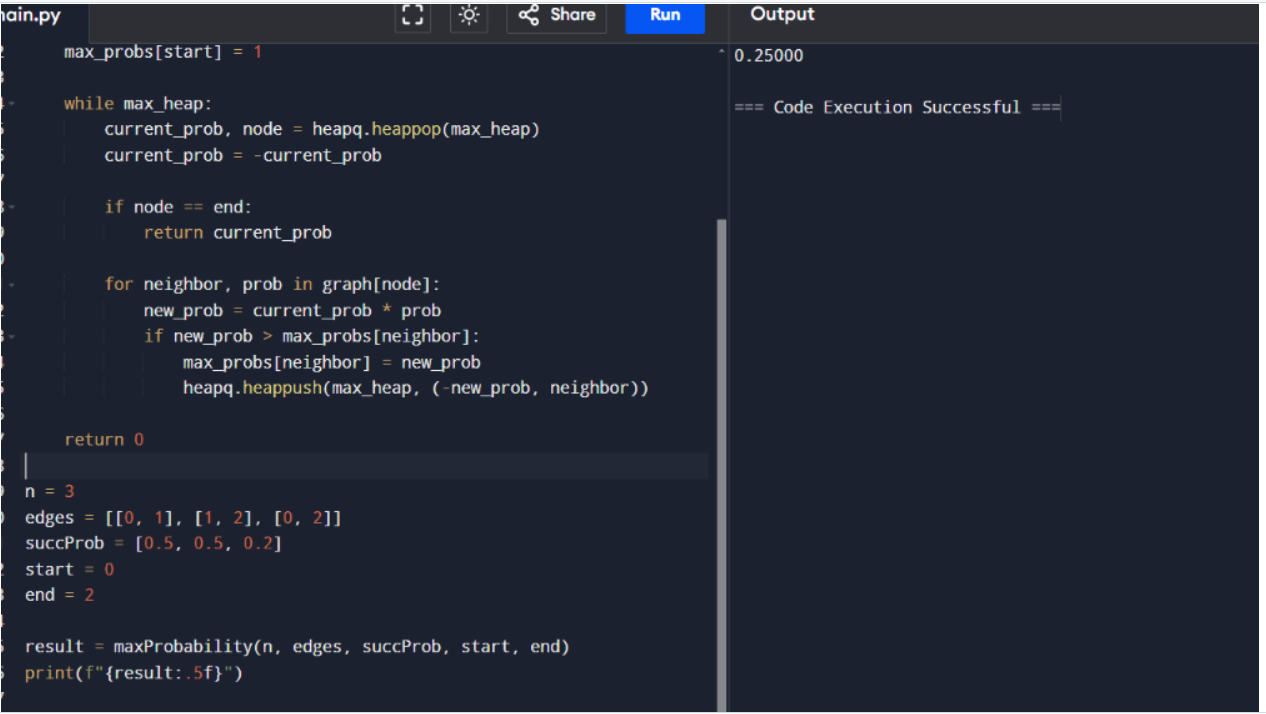 main.py
Share
Run
Output
max_probs[start] = 1
while max_heap:
current_prob, node = heapq.heappop(max_heap)
current_prob = -current_prob
if node == end:
return current_prob
for neighbor, prob in graph[node]:
new_prob = current_prob * prob
if new_prob > max_probs[neighbor]:
max_probs[neighbor] = new_prob
heapq.heappush(max_heap, (-new_prob, neighbor))
return 0
n = 3
edges = [[0, 1], [1, 2], [0, 2]]
succProb = [0.5, 0.5, 0.2]
start = 0
end = 2
result = maxProbability(n, edges, succProb, start, end)
print(f"{result:.5f}")
0.25000
=== Code Execution Successful ===